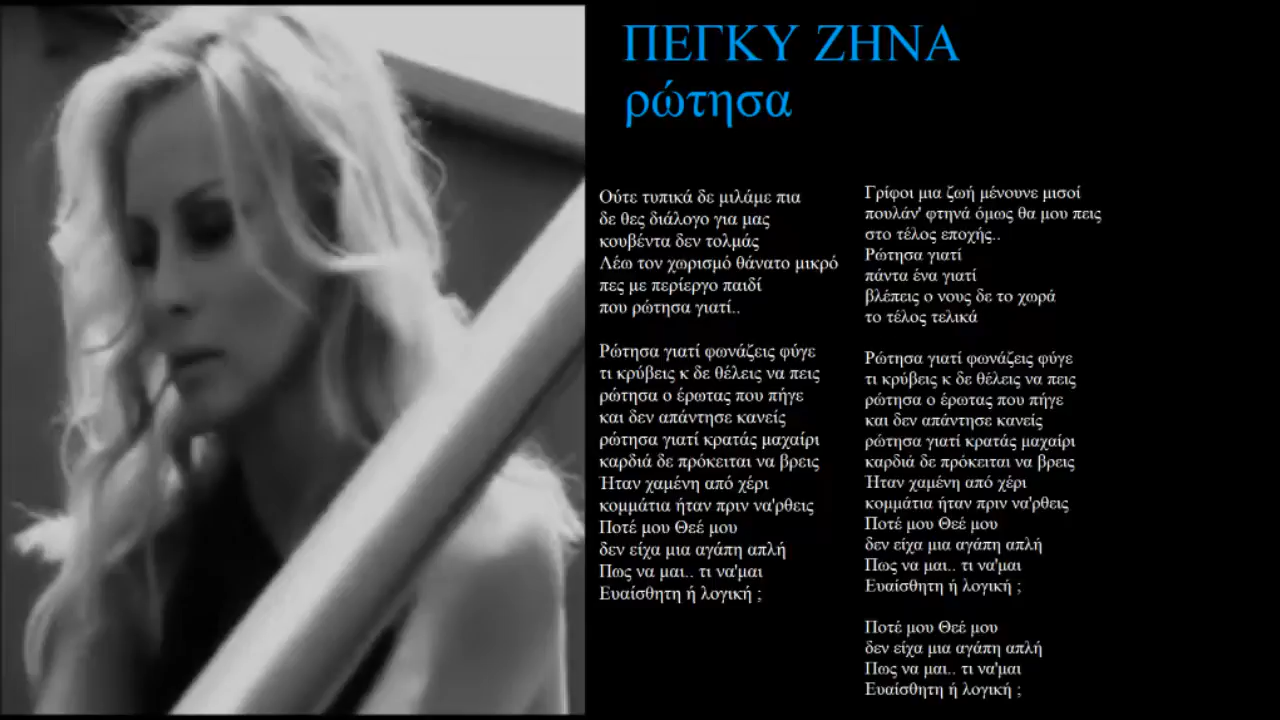 ΠΕΓΚΥ ΖΗΝΑ
ρώτησα
Ούτε τυπικά δε μιλάμε πια
δε θες διάλογο για μας
κουβέντα δεν τολμάς
Λέω τον χωρισμό θάνατο μικρό
πες με περίεργο παιδί
που ρώτησα γιατί..
Ρώτησα γιατί φωνάζεις φύγε
τι κρύβεις κ δε θέλεις να πεις
ρώτησα ο έρωτας που πήγε
και δεν απάντησε κανείς
ρώτησα γιατί κρατάς μαχαίρι
καρδιά δε πρόκειται να βρεις
Ήταν χαμένη από χέρι
κομμάτια ήταν πριν να'ρθεις
Ποτέ μου Θεέ μου
δεν είχα μια αγάπη απλή
Πως να μαι.. τι να'μαι
Ευαίσθητη ή λογική ;
Γρίφοι μια ζωή μένουνε μισοί
πουλάν' φτηνά όμως θα μου πεις
στο τέλος εποχής..
Ρώτησα γιατί
πάντα ένα γιατί
βλέπεις ο νους δε το χωρά
το τέλος τελικά
Ρώτησα γιατί φωνάζεις φύγε
τι κρύβεις κ δε θέλεις να πεις
ρώτησα ο έρωτας που πήγε
και δεν απάντησε κανείς
ρώτησα γιατί κρατάς μαχαίρι
καρδιά δε πρόκειται να βρεις
Ήταν χαμένη από χέρι
κομμάτια ήταν πριν να'ρθεις
Ποτέ μου Θεέ μου
δεν είχα μια αγάπη απλή
Πως να μαι.. τι να'μαι
Ευαίσθητη ή λογική ;
Ποτέ μου Θεέ μου
δεν είχα μια αγάπη απλή
Πως να μαι.. τι να'μαι
Ευαίσθητη ή λογική ;